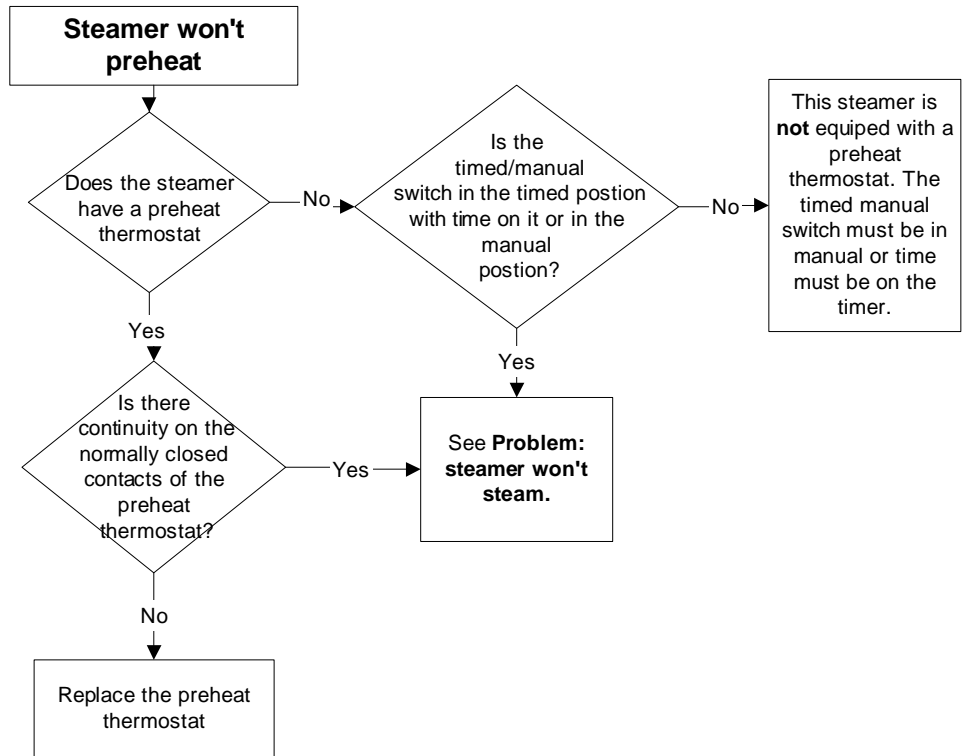 Steamer won't
preheat
Does the steamer
have a preheat
thermostat
No
Is the
timed/manual
switch in the timed postion
with time on it or in the
manual
postion?
No
This steamer is
not equiped with a
preheat
thermostat. The
timed manual
switch must be in
manual or time
must be on the
timer.
Yes
Yes
Is there
continuity on the
normally closed
contacts of the
preheat
thermostat?
Yes
See Problem:
steamer won't
steam.
No
Replace the preheat
thermostat